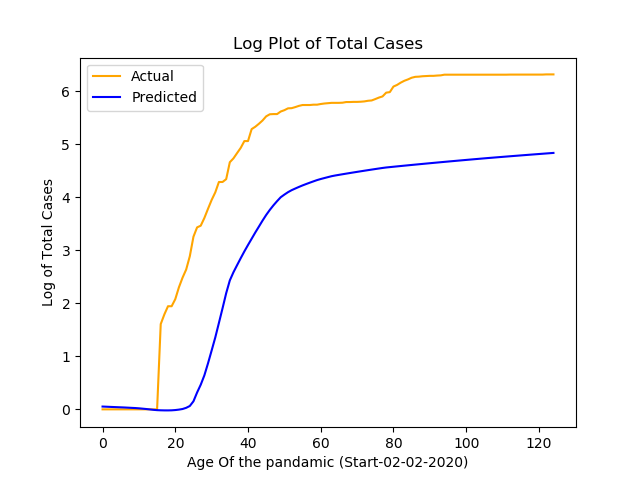 Log Plot of Total Cases
Actual
Predicted
Log of Total Cases
6
5
4
3
2
1
0
0 20 40 60 80 100 120
Age Of the pandamic (Start-02-02-2020)